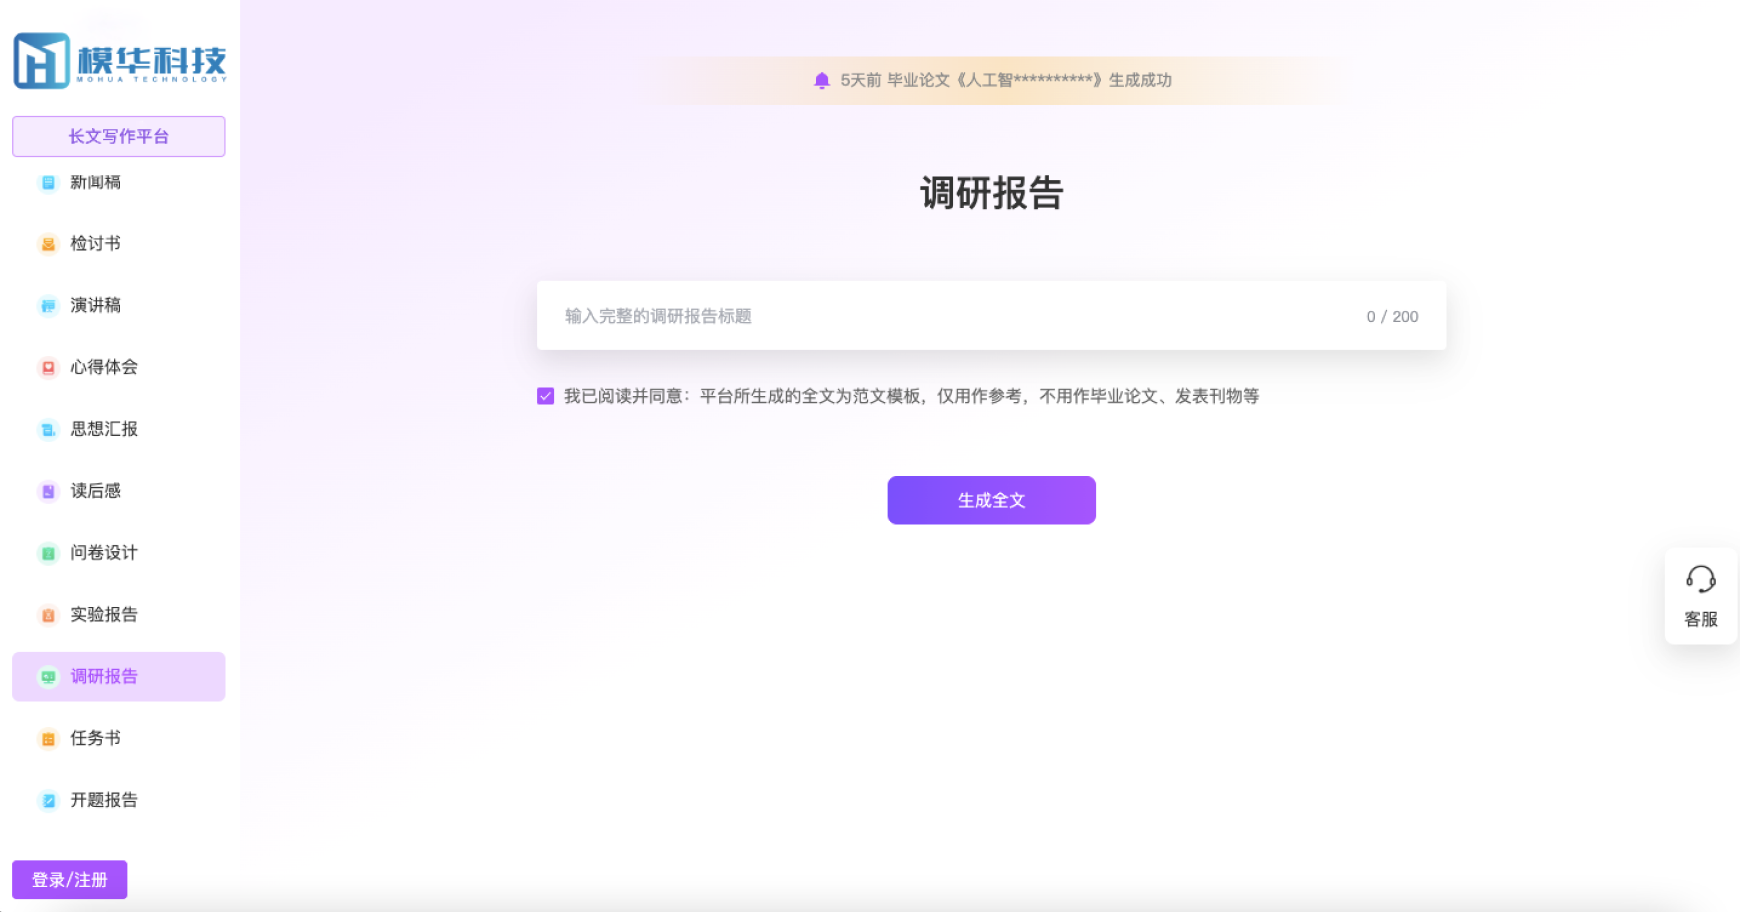 模华科技
MOHUA TECHNOLOGY
长文写作平台
新闻稿
检讨书
演讲稿
心得体会
思想汇报
读后感
问卷设计
实验报告
调研报告
任务书
开题报告
登录/注册
5天前 毕业论文《人工智**********》生成成功
调研报告
输入完整的调研报告标题
0 / 200
我已阅读并同意：平台所生成的全文为范文模板，仅用作参考，不用作毕业论文、发表刊物等
生成全文
客服